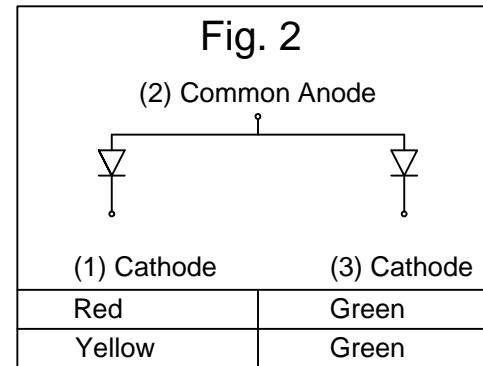 Fig. 2
(2) Common Anode
(1) Cathode (3) Cathode
Red Green
Yellow Green